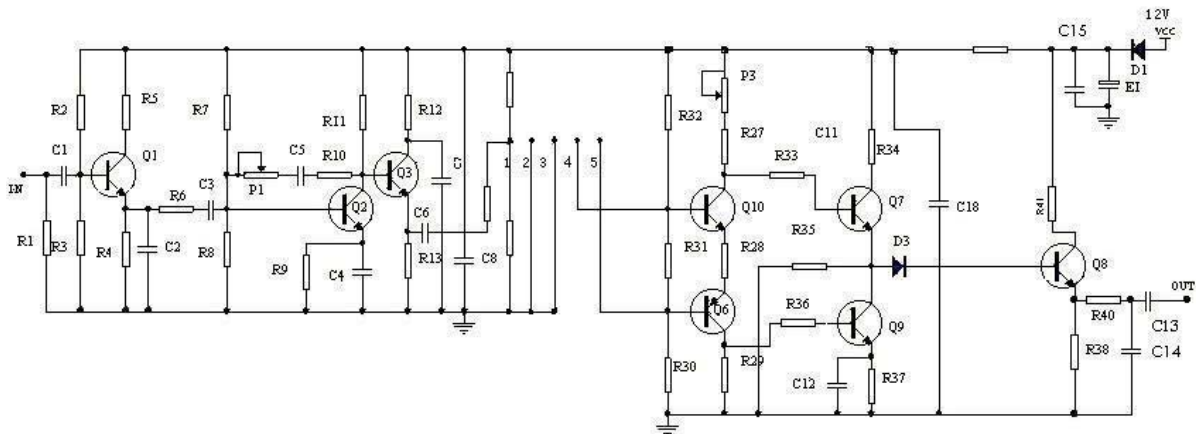 12V
VCC
C15
D1
EI
P3
R2
R5
R7
R11
R12
R32
R27
C11
R34
C1
Q1
C5
R10
R33
Q3
C7
1
2
3
4
5
IN
R6
C3
P1
Q2
C6
Q10
Q7
C18
R41
R1
R3
R4
C2
R8
R9
C4
R13
C8
R31
R28
R35
D3
Q8
OUT
Q6
R36
Q9
R40
C13
R30
R29
C12
R37
R38
C14